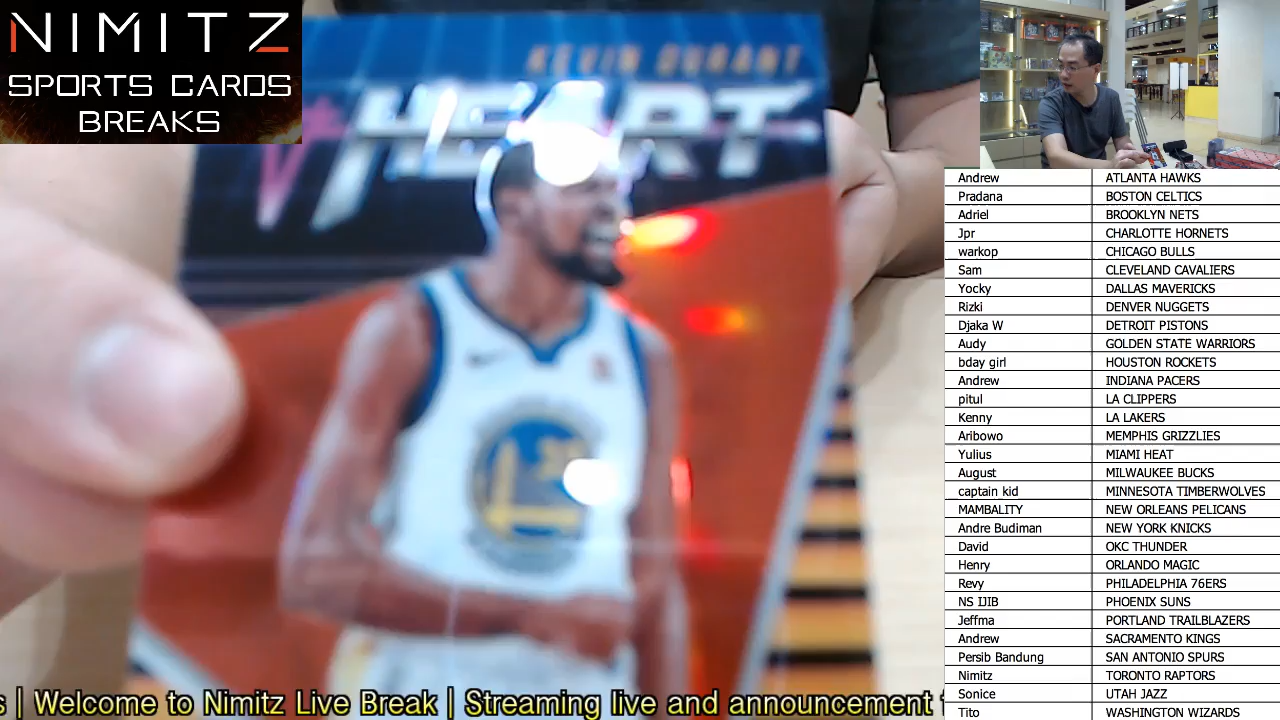 NIMITZ
SPORTS CARDS
BREAKS
KEVIN DURANT
HEART
Andrew ATLANTA HAWKS
Pradana BOSTON CELTICS
Adriel BROOKLYN NETS
Jpr CHARLOTTE HORNETS
warkop CHICAGO BULLS
Sam CLEVELAND CAVALIERS
Yocky DALLAS MAVERICKS
Rizki DENVER NUGGETS
Djaka W DETROIT PISTONS
Audy GOLDEN STATE WARRIORS
bday girl HOUSTON ROCKETS
Andrew INDIANA PACERS
pitul LA CLIPPERS
Kenny LA LAKERS
Aribowo MEMPHIS GRIZZLIES
Yulius MIAMI HEAT
August MILWAUKEE BUCKS
captain kid MINNESOTA TIMBERWOLVES
MAMBALITY NEW ORLEANS PELICANS
Andre Budiman NEW YORK KNICKS
David OKC THUNDER
Henry ORLANDO MAGIC
Revy PHILADELPHIA 76ERS
NS IJIB PHOENIX SUNS
Jeffma PORTLAND TRAILBLAZERS
Andrew SACRAMENTO KINGS
Persib Bandung SAN ANTONIO SPURS
Nimitz TORONTO RAPTORS
Sonice UTAH JAZZ
Tito WASHINGTON WIZARDS
s | Welcome to Nimitz Live Break | Streaming live and announcement